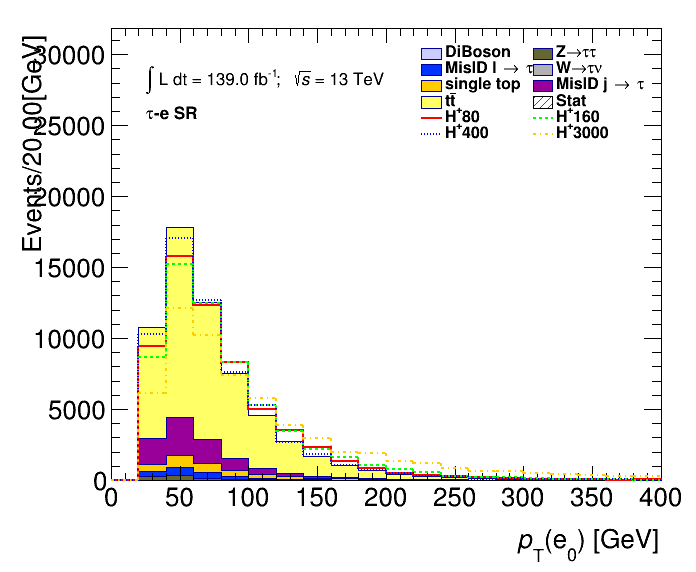 Events/20.00[GeV]
30000
25000
20000
15000
10000
5000
0
∫ L dt = 139.0 fb⁻¹; √s = 13 TeV
τ-e SR
DiBoson Z→ττ
MisID l → τ W→τν
single top MisID j → τ
tt̄ Stat
H⁺80 H⁺160
H⁺400 H⁺3000
0 50 100 150 200 250 300 350 400
p_T(e₀) [GeV]